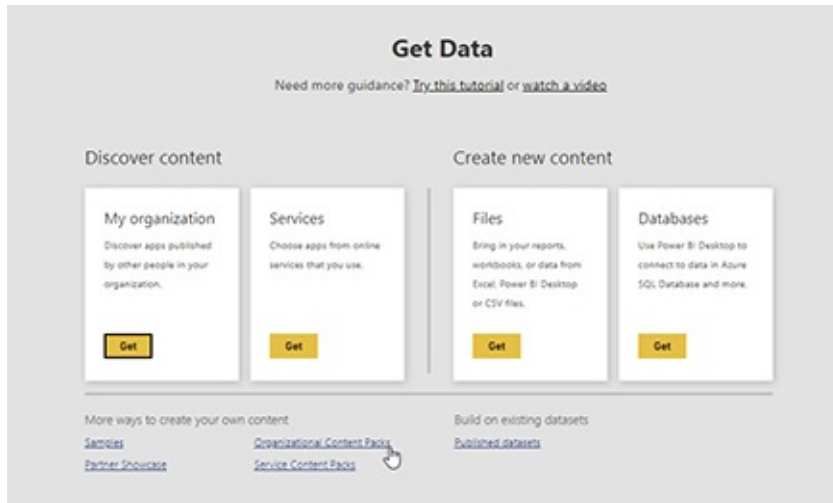 Get Data
Need more guidance? Try this tutorial or watch a video
Discover content
Create new content
My organization
Discover apps published
by other people in your
organization.
Get
Services
Choose apps from online
services that you use.
Get
Files
Bring in your reports,
workbooks, or data from
Excel, Power BI Desktop
or CSV files.
Get
Databases
Use Power BI Desktop to
connect to data in Azure
SQL Database and more.
Get
More ways to create your own content
Samples
Organizational Content Packs
Partner Showcase
Service Content Packs
Build on existing datasets
Published datasets